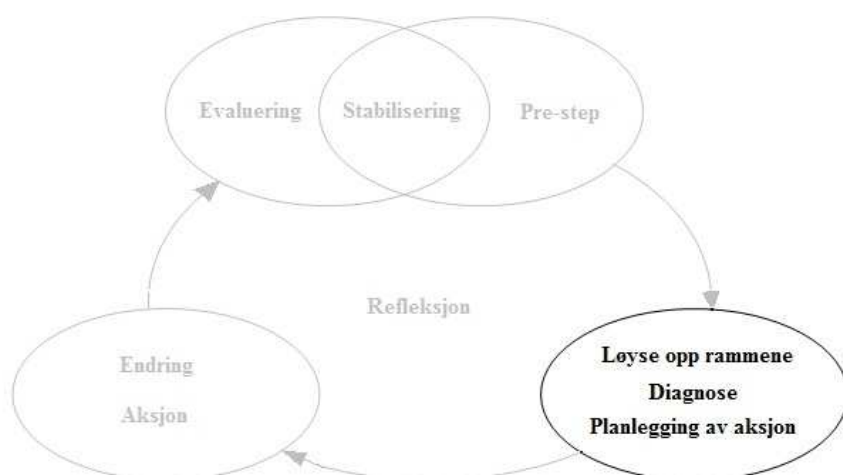 Evaluering
Stabilisering
Pre-step
Refleksjon
Løyse opp rammene
Diagnose
Planlegging av aksjon
Endring
Aksjon